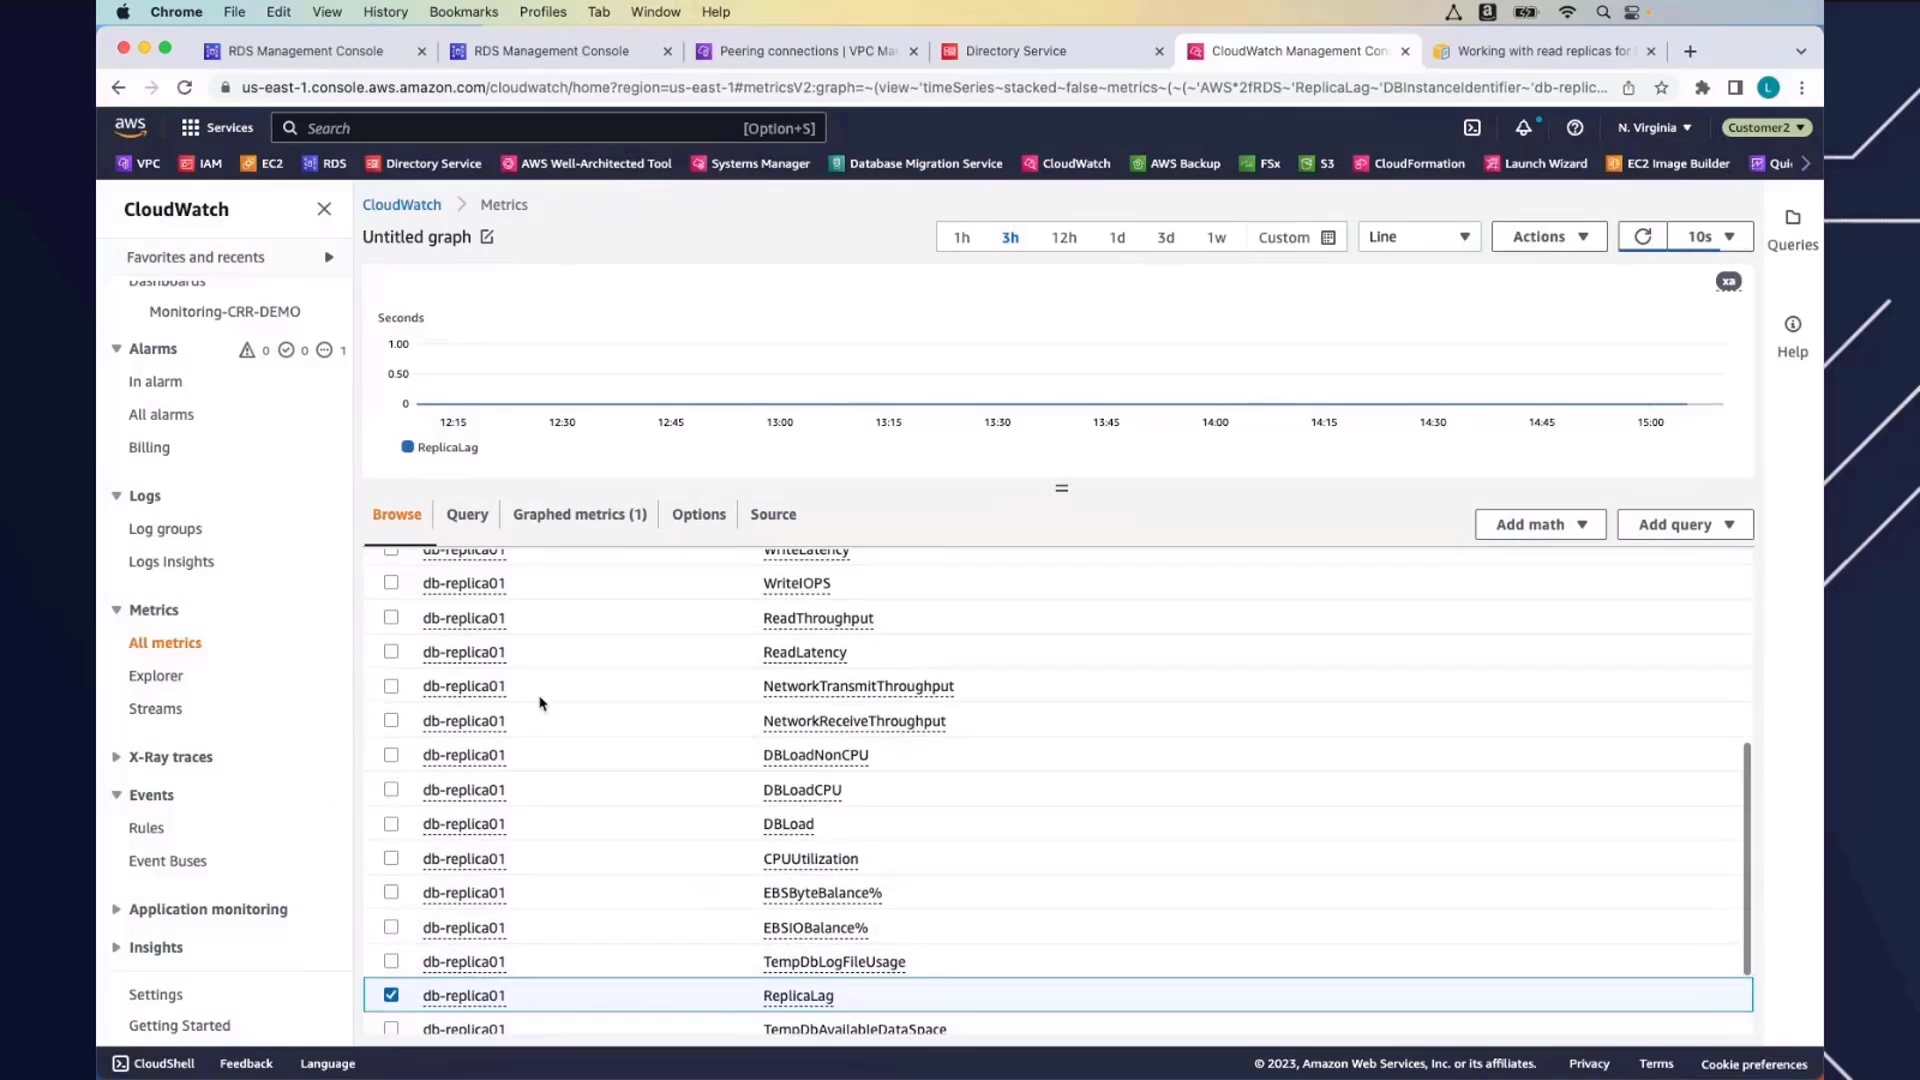 Chrome File Edit View History Bookmarks Profiles Tab Window Help
RDS Management Console
RDS Management Console
Peering connections | VPC Ma
Directory Service
CloudWatch Management Con
Working with read replicas for
us-east-1.console.aws.amazon.com/cloudwatch/home?region=us-east-1#metricsV2:graph=~(view~'timeSeries~stacked~false~metrics~(~(~'AWS*2fRDS~'ReplicaLag~'DBInstanceIdentifier~'db-replic...
L
aws
Services
Search
[Option+S]
N. Virginia
Customer2
VPC IAM EC2 RDS Directory Service AWS Well-Architected Tool Systems Manager Database Migration Service CloudWatch AWS Backup FSx S3 CloudFormation Launch Wizard EC2 Image Builder Qui
CloudWatch
Favorites and recents
Dashboards
Monitoring-CRR-DEMO
Alarms 0 0 1
In alarm
All alarms
Billing
Logs
Log groups
Logs Insights
Metrics
All metrics
Explorer
Streams
X-Ray traces
Events
Rules
Event Buses
Application monitoring
Insights
Settings
Getting Started
CloudWatch Metrics
Untitled graph
1h 3h 12h 1d 3d 1w Custom Line Actions 10s
Queries
Help
xa
Seconds
1.00
0.50
0
12:15 12:30 12:45 13:00 13:15 13:30 13:45 14:00 14:15 14:30 14:45 15:00
ReplicaLag
Browse Query Graphed metrics (1) Options Source
Add math Add query
db-replica01 WriteLatency
db-replica01 WriteIOPS
db-replica01 ReadThroughput
db-replica01 ReadLatency
db-replica01 NetworkTransmitThroughput
db-replica01 NetworkReceiveThroughput
db-replica01 DBLoadNonCPU
db-replica01 DBLoadCPU
db-replica01 DBLoad
db-replica01 CPUUtilization
db-replica01 EBSByteBalance%
db-replica01 EBSIOBalance%
db-replica01 TempDbLogFileUsage
db-replica01 ReplicaLag
db-replica01 TempDbAvailableDataSpace
CloudShell Feedback Language
© 2023, Amazon Web Services, Inc. or its affiliates. Privacy Terms Cookie preferences